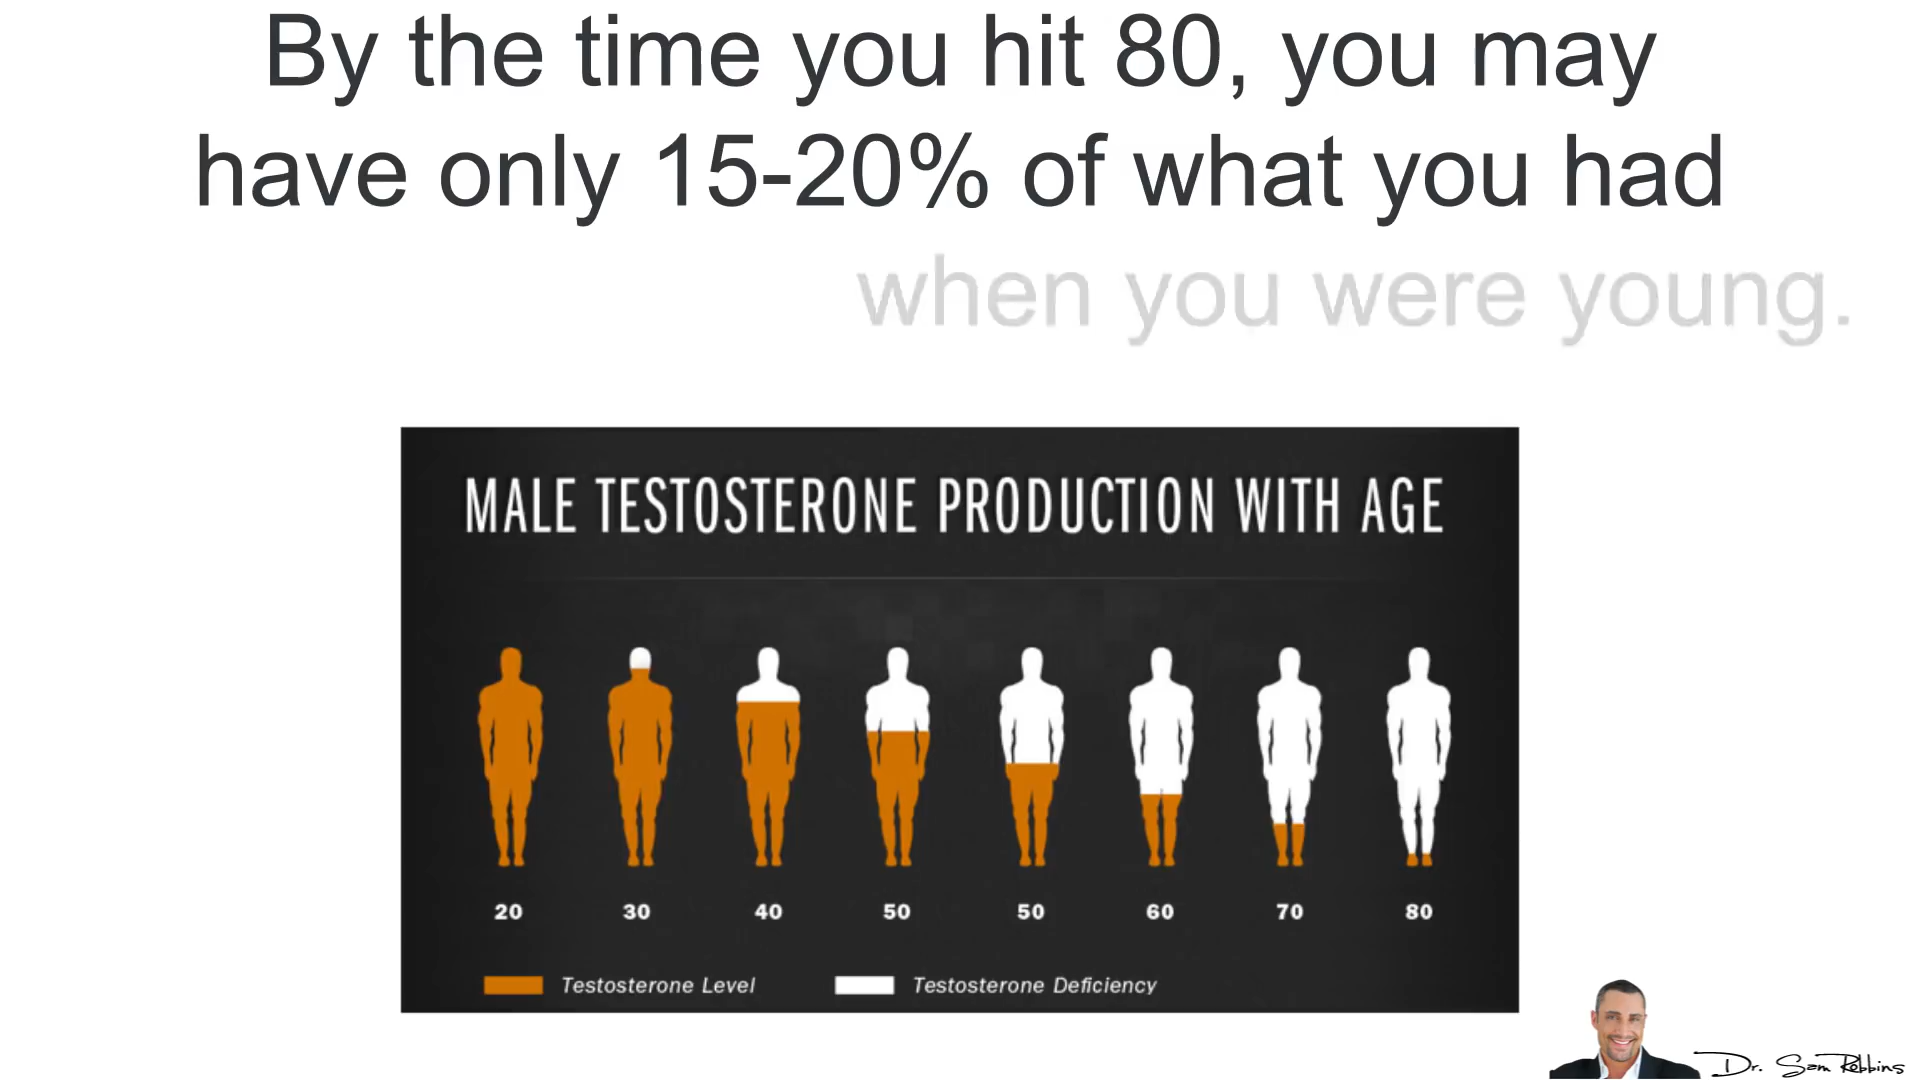 By the time you hit 80, you may
have only 15-20% of what you had
when you were young.
MALE TESTOSTERONE PRODUCTION WITH AGE
20 30 40 50 50 60 70 80
Testosterone Level Testosterone Deficiency
Dr. Sam Robbins